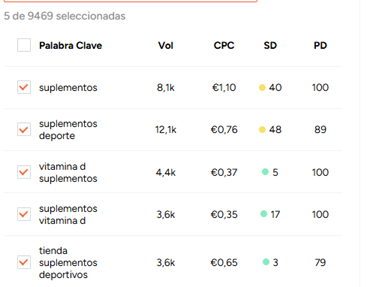 5 de 9469 seleccionadas
Palabra Clave Vol CPC SD PD
suplementos 8,1k €1,10 40 100
suplementos
deporte 12,1k €0,76 48 89
vitamina d
suplementos 4,4k €0,37 5 100
suplementos
vitamina d 3,6k €0,35 17 100
tienda
suplementos 3,6k €0,65 3 79
deportivos